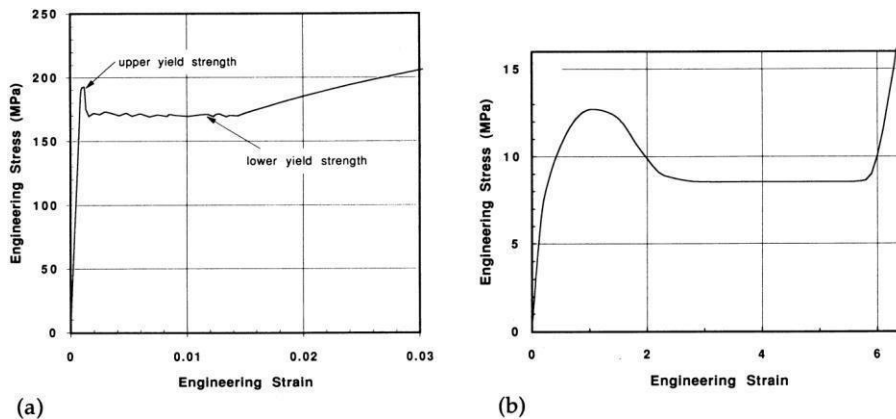 250
200
150
100
50
0
Engineering Stress (MPa)
upper yield strength
lower yield strength
0
0.01
0.02
0.03
Engineering Strain
(a)
15
10
5
0
Engineering Stress (MPa)
0
2
4
6
Engineering Strain
(b)